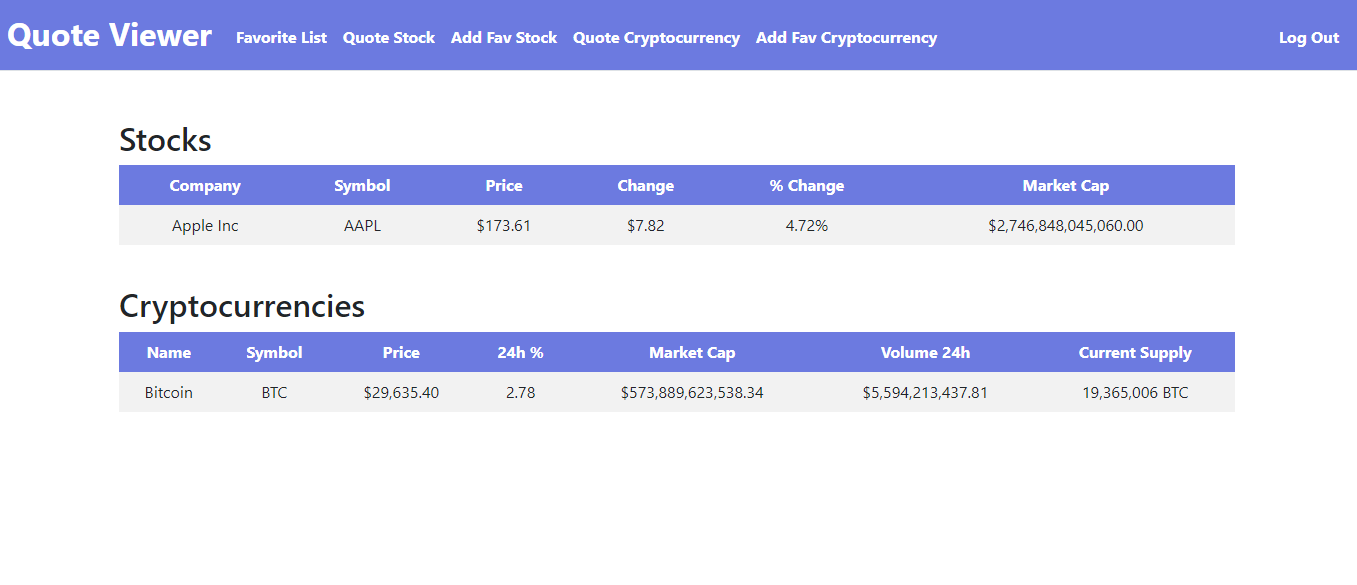 Quote Viewer Favorite List Quote Stock Add Fav Stock Quote Cryptocurrency Add Fav Cryptocurrency Log Out
Stocks
Company Symbol Price Change % Change Market Cap
Apple Inc AAPL $173.61 $7.82 4.72% $2,746,848,045,060.00
Cryptocurrencies
Name Symbol Price 24h % Market Cap Volume 24h Current Supply
Bitcoin BTC $29,635.40 2.78 $573,889,623,538.34 $5,594,213,437.81 19,365,006 BTC